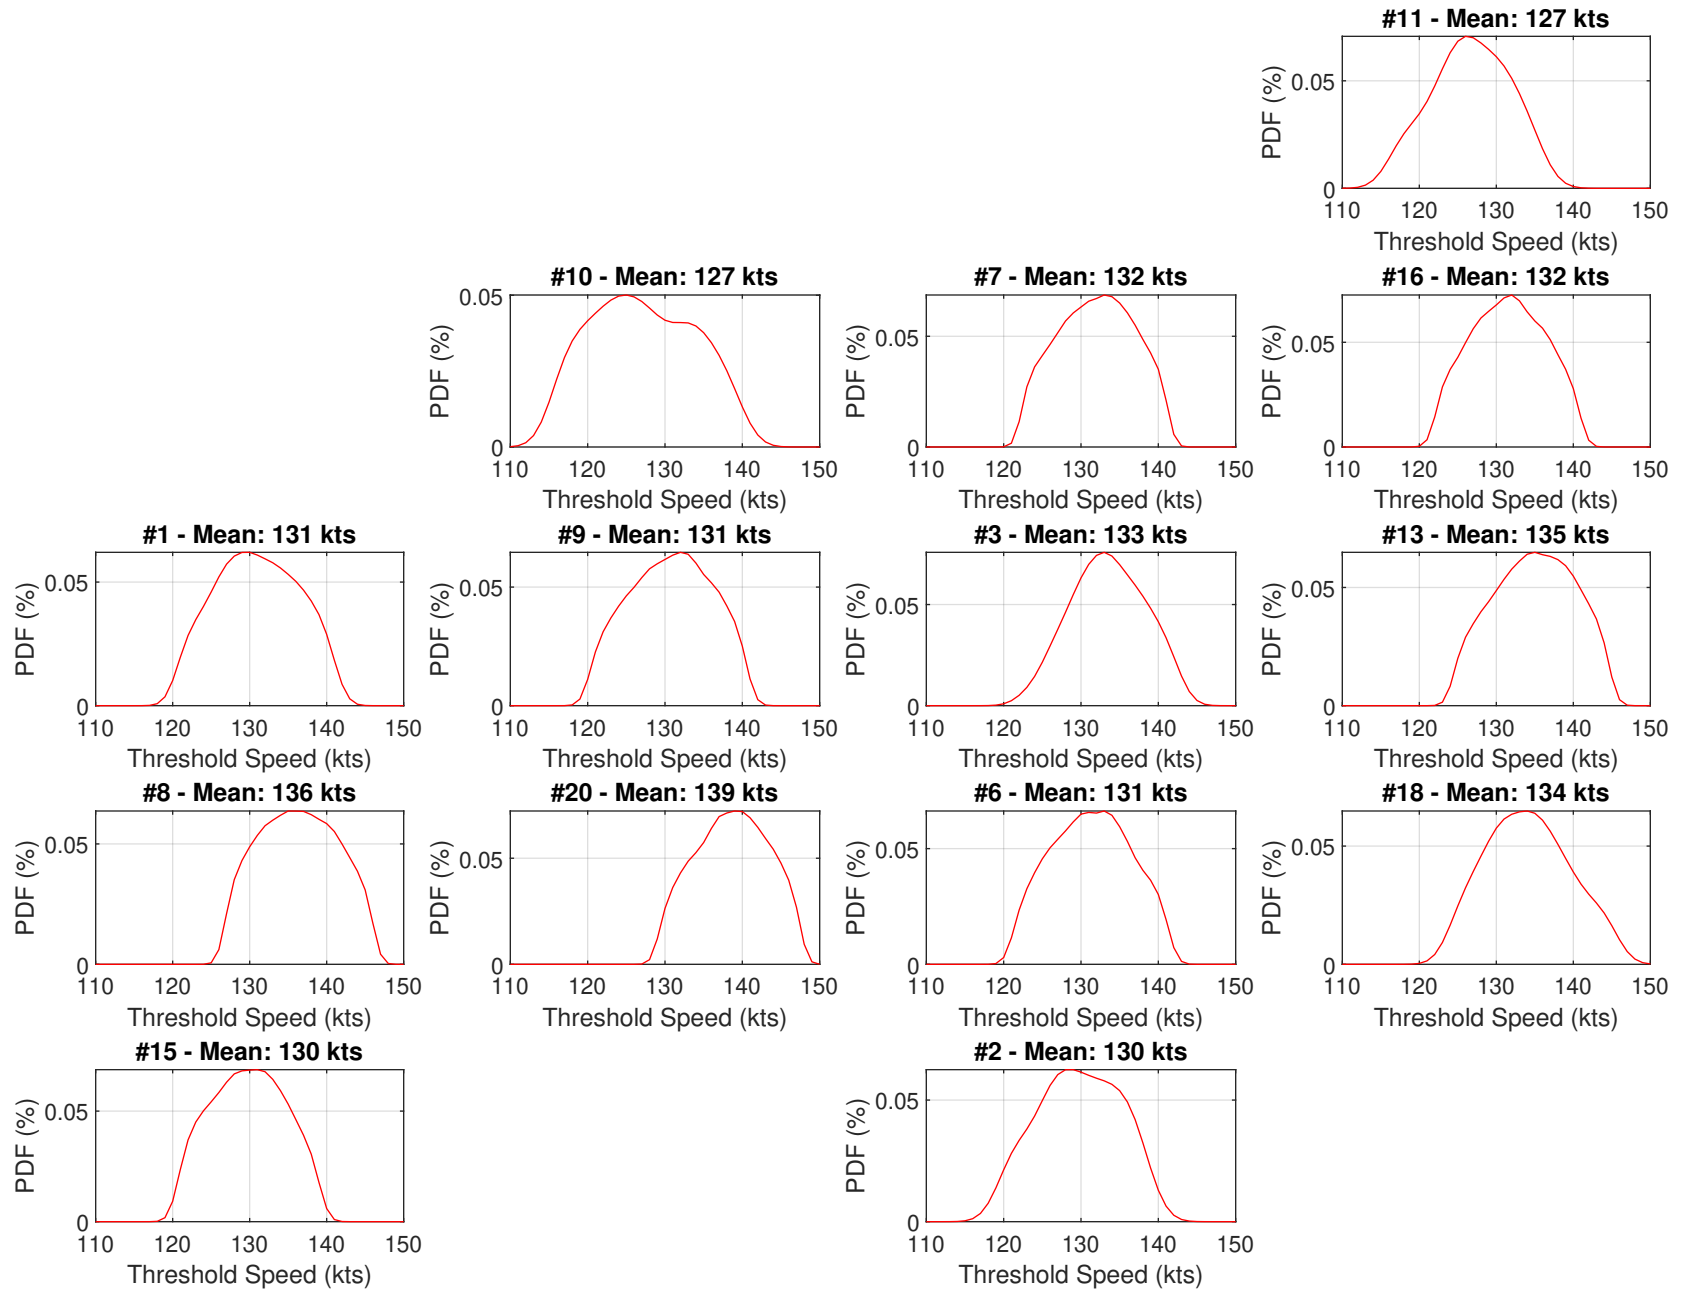 #11 - Mean: 127 kts
PDF (%)
0.05
0
110 120 130 140 150
Threshold Speed (kts)
#10 - Mean: 127 kts
PDF (%)
0.05
0
110 120 130 140 150
Threshold Speed (kts)
#7 - Mean: 132 kts
PDF (%)
0.05
0
110 120 130 140 150
Threshold Speed (kts)
#16 - Mean: 132 kts
PDF (%)
0.05
0
110 120 130 140 150
Threshold Speed (kts)
#1 - Mean: 131 kts
PDF (%)
0.05
0
110 120 130 140 150
Threshold Speed (kts)
#9 - Mean: 131 kts
PDF (%)
0.05
0
110 120 130 140 150
Threshold Speed (kts)
#3 - Mean: 133 kts
PDF (%)
0.05
0
110 120 130 140 150
Threshold Speed (kts)
#13 - Mean: 135 kts
PDF (%)
0.05
0
110 120 130 140 150
Threshold Speed (kts)
#8 - Mean: 136 kts
PDF (%)
0.05
0
110 120 130 140 150
Threshold Speed (kts)
#20 - Mean: 139 kts
PDF (%)
0.05
0
110 120 130 140 150
Threshold Speed (kts)
#6 - Mean: 131 kts
PDF (%)
0.05
0
110 120 130 140 150
Threshold Speed (kts)
#18 - Mean: 134 kts
PDF (%)
0.05
0
110 120 130 140 150
Threshold Speed (kts)
#15 - Mean: 130 kts
PDF (%)
0.05
0
110 120 130 140 150
Threshold Speed (kts)
#2 - Mean: 130 kts
PDF (%)
0.05
0
110 120 130 140 150
Threshold Speed (kts)